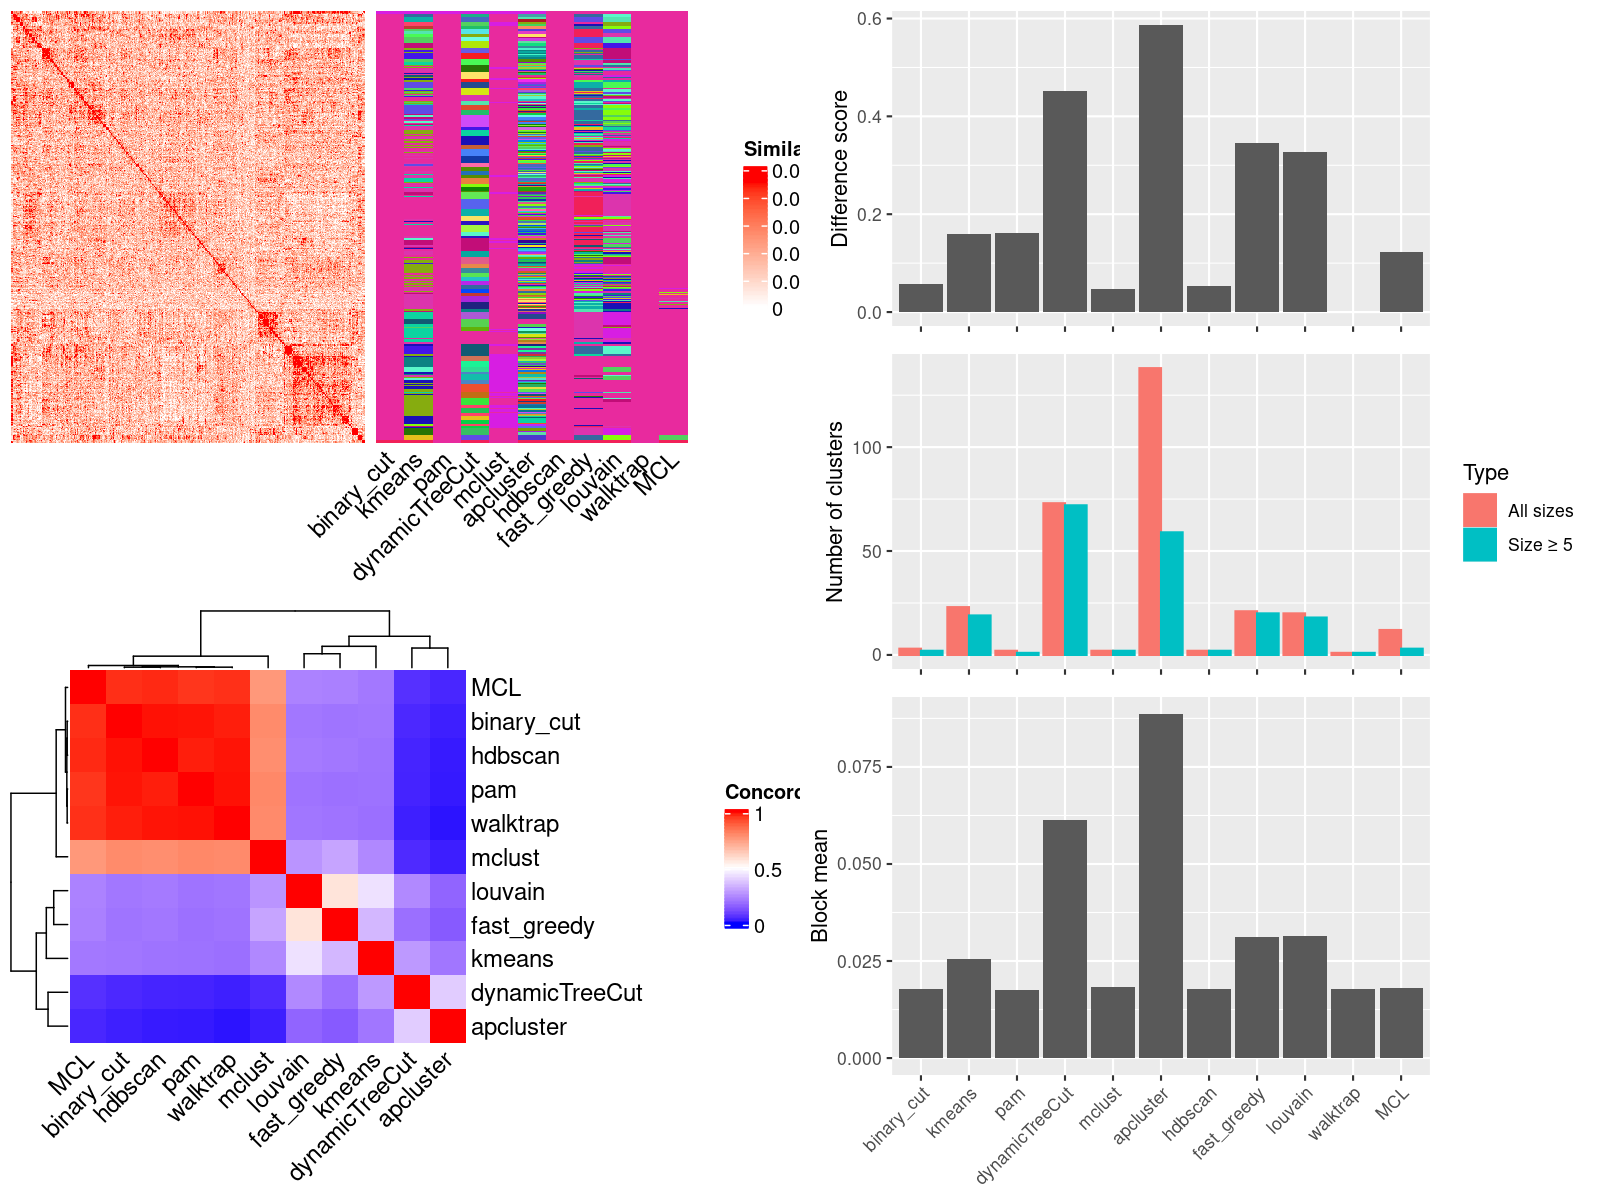 Simila
0.0
0.0
0.0
0.0
0
binary_cut
kmeans
pam
dynamicTreeCut
mclust
apcluster
hdbscan
fast_greedy
louvain
walktrap
MCL
MCL
binary_cut
hdbscan
pam
walktrap
mclust
louvain
fast_greedy
kmeans
dynamicTreeCut
apcluster
Concord
1
0.5
0
MCL
binary_cut
hdbscan
pam
walktrap
mclust
louvain
fast_greedy
kmeans
dynamicTreeCut
apcluster
Difference score
0.6
0.4
0.2
0.0
Number of clusters
100
50
0
Type
All sizes
Size ≥ 5
Block mean
0.075
0.050
0.025
0.000
binary_cut
kmeans
pam
dynamicTreeCut
mclust
apcluster
hdbscan
fast_greedy
louvain
walktrap
MCL